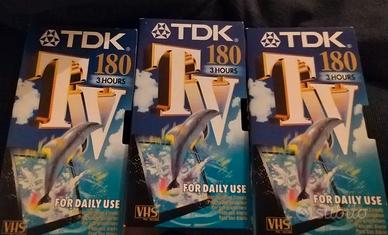 TDK
180
3 HOURS
TV
FOR DAILY USE
VHS
TDK
180
3 HOURS
TV
FOR DAILY USE
VHS
TDK
180
3 HOURS
TV
FOR DAILY USE
VHS
subito